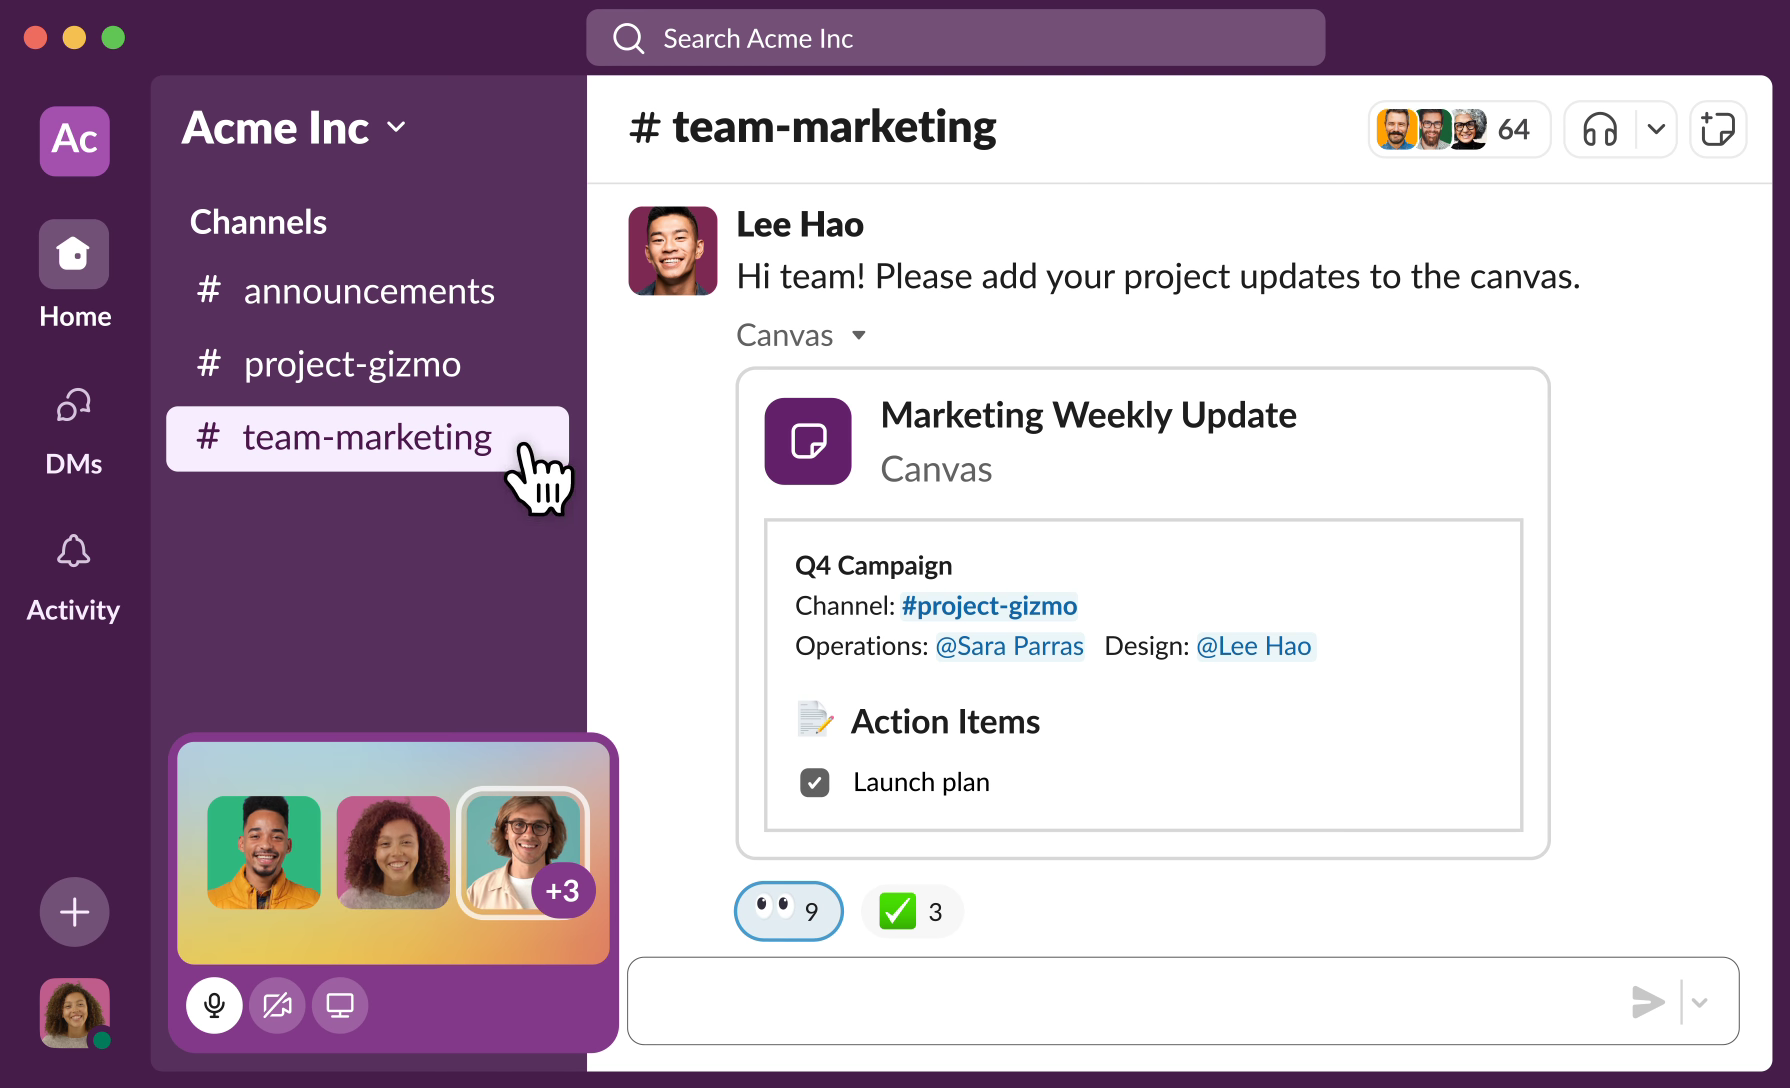 Search Acme Inc
Ac
Home
DMs
Activity
Acme Inc
Channels
# announcements
# project-gizmo
# team-marketing
+3
# team-marketing
64
Lee Hao
Hi team! Please add your project updates to the canvas.
Canvas
Marketing Weekly Update
Canvas
Q4 Campaign
Channel: #project-gizmo
Operations: @Sara Parras Design: @Lee Hao
Action Items
Launch plan
9
3